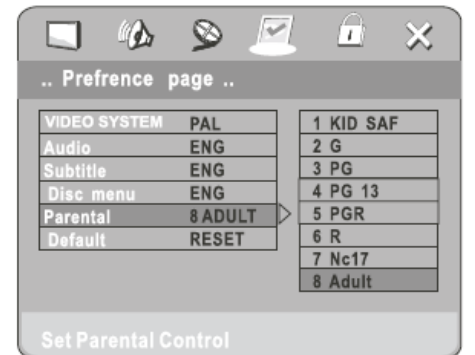 .. Prefrence page ..
VIDEO SYSTEM PAL
Audio ENG
Subtitle ENG
Disc menu ENG
Parental 8 ADULT
Default RESET
1 KID SAF
2 G
3 PG
4 PG 13
5 PGR
6 R
7 Nc17
8 Adult
Set Parental Control